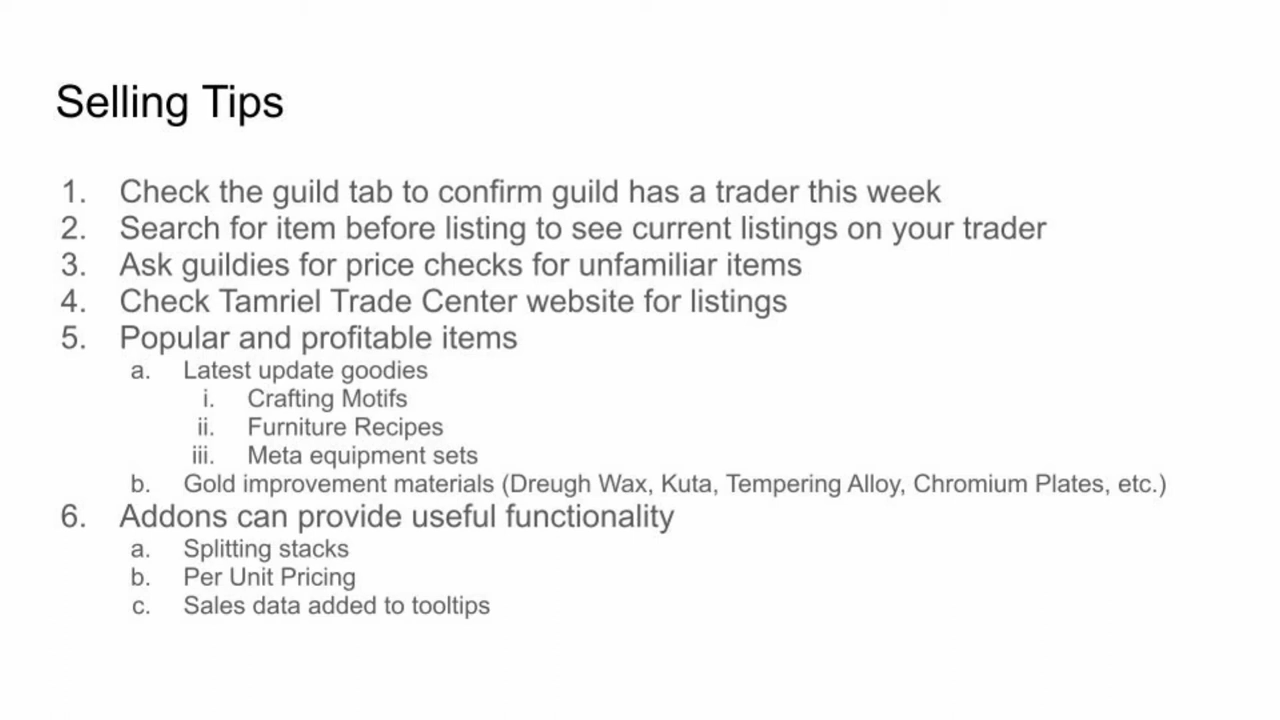 Selling Tips
1. Check the guild tab to confirm guild has a trader this week
2. Search for item before listing to see current listings on your trader
3. Ask guildies for price checks for unfamiliar items
4. Check Tamriel Trade Center website for listings
5. Popular and profitable items
a. Latest update goodies
i. Crafting Motifs
ii. Furniture Recipes
iii. Meta equipment sets
b. Gold improvement materials (Dreugh Wax, Kuta, Tempering Alloy, Chromium Plates, etc.)
6. Addons can provide useful functionality
a. Splitting stacks
b. Per Unit Pricing
c. Sales data added to tooltips